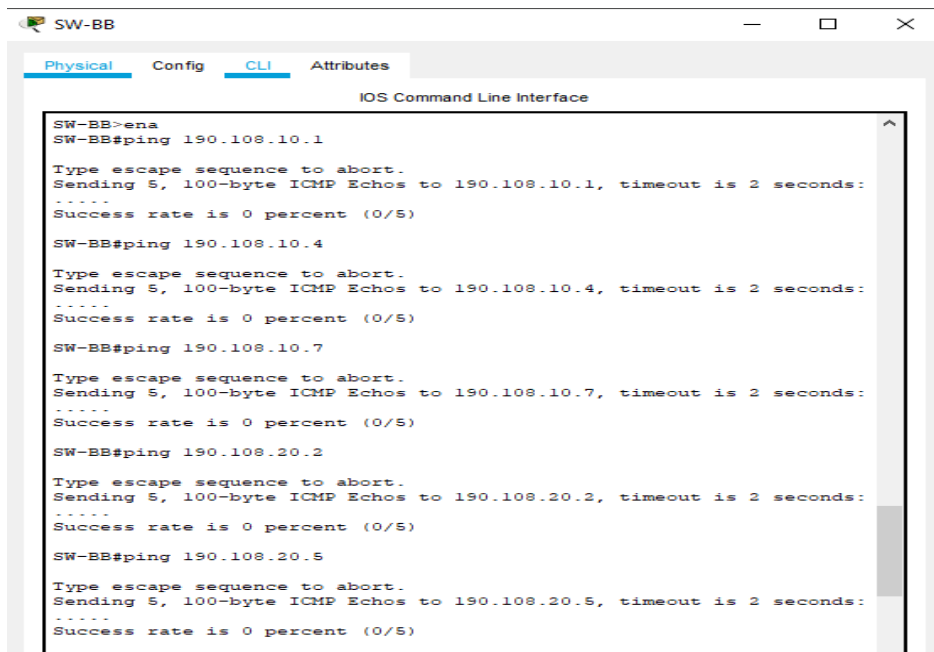 SW-BB
Physical Config CLI Attributes
IOS Command Line Interface
SW-BB>ena
SW-BB#ping 190.108.10.1
Type escape sequence to abort.
Sending 5, 100-byte ICMP Echos to 190.108.10.1, timeout is 2 seconds:
.....
Success rate is 0 percent (0/5)
SW-BB#ping 190.108.10.4
Type escape sequence to abort.
Sending 5, 100-byte ICMP Echos to 190.108.10.4, timeout is 2 seconds:
.....
Success rate is 0 percent (0/5)
SW-BB#ping 190.108.10.7
Type escape sequence to abort.
Sending 5, 100-byte ICMP Echos to 190.108.10.7, timeout is 2 seconds:
.....
Success rate is 0 percent (0/5)
SW-BB#ping 190.108.20.2
Type escape sequence to abort.
Sending 5, 100-byte ICMP Echos to 190.108.20.2, timeout is 2 seconds:
.....
Success rate is 0 percent (0/5)
SW-BB#ping 190.108.20.5
Type escape sequence to abort.
Sending 5, 100-byte ICMP Echos to 190.108.20.5, timeout is 2 seconds:
.....
Success rate is 0 percent (0/5)